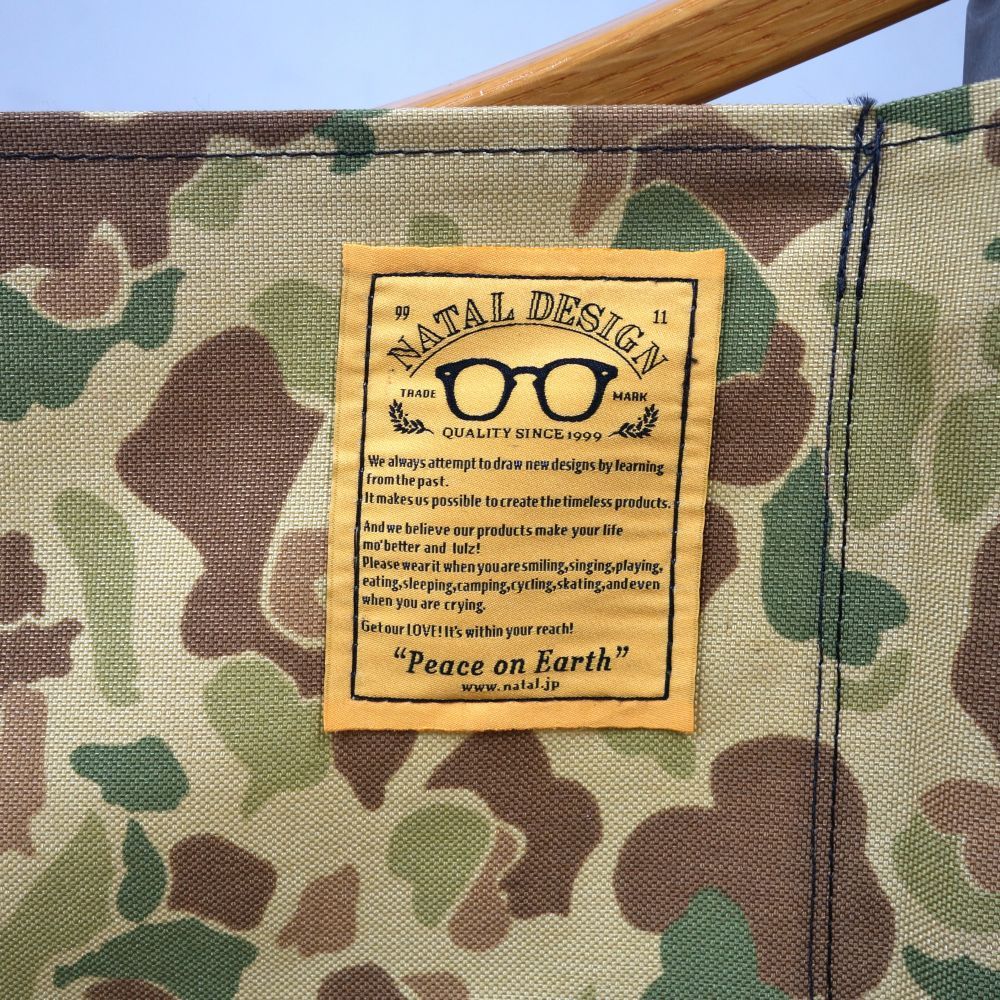 99 NATAL DESIGN 11
TRADE MARK
QUALITY SINCE 1999
We always attempt to draw new designs by learning
from the past.
It makes us possible to create the timeless products.
And we believe our products make your life
mo'better and lulz!
Please wear it when you are smiling,singing,playing,
eating,sleeping,camping,cycling,skating,and even
when you are crying.
Get our LOVE! It's within your reach!
"Peace on Earth"
www.natal.jp